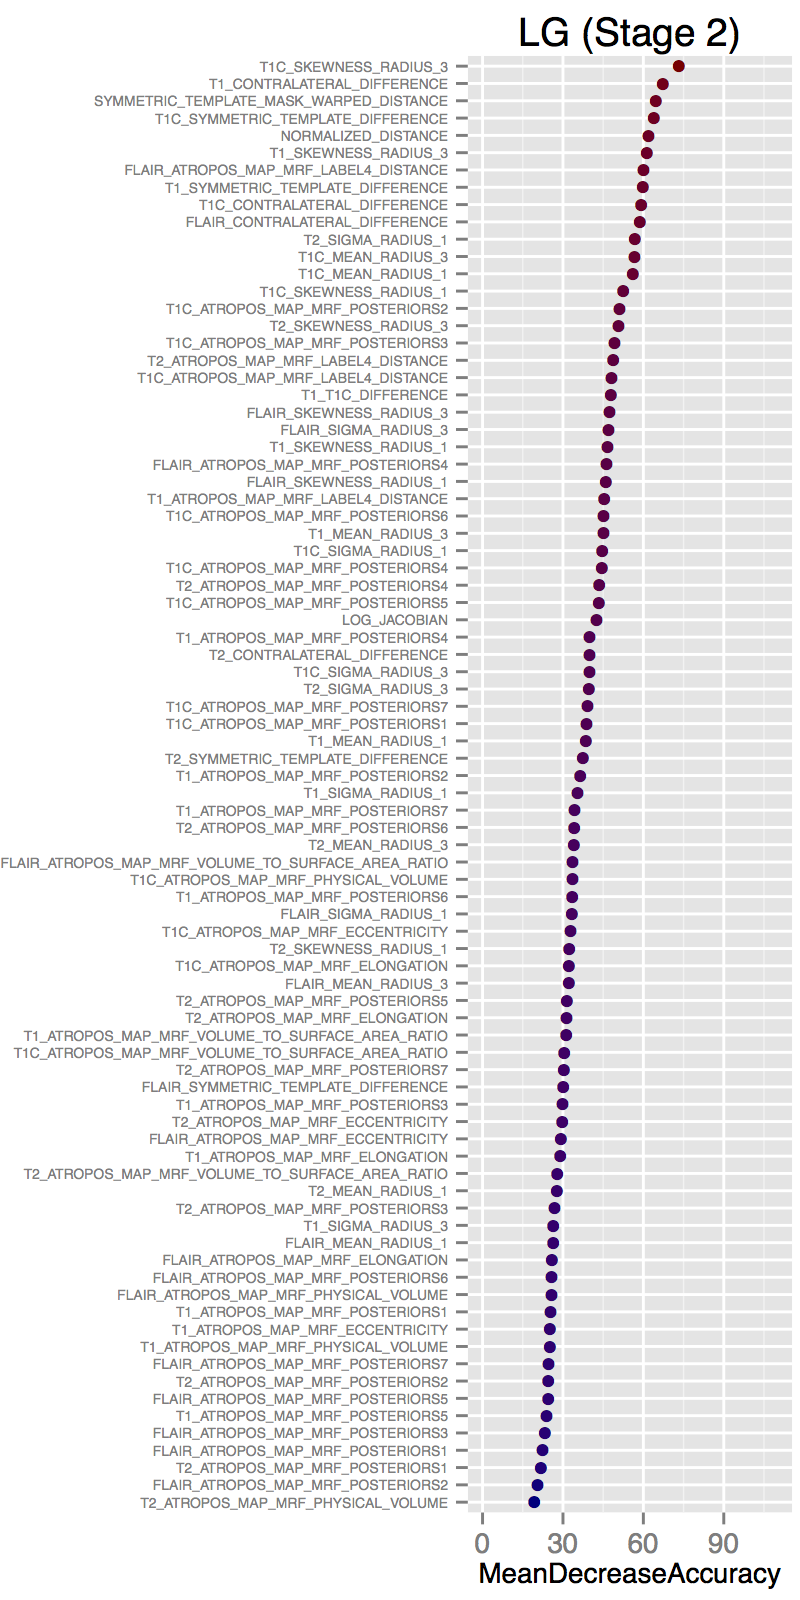 LG (Stage 2)
T1C_SKEWNESS_RADIUS_3
T1_CONTRALATERAL_DIFFERENCE
SYMMETRIC_TEMPLATE_MASK_WARPED_DISTANCE
T1C_SYMMETRIC_TEMPLATE_DIFFERENCE
NORMALIZED_DISTANCE
T1_SKEWNESS_RADIUS_3
FLAIR_ATROPOS_MAP_MRF_LABEL4_DISTANCE
T1_SYMMETRIC_TEMPLATE_DIFFERENCE
T1C_CONTRALATERAL_DIFFERENCE
FLAIR_CONTRALATERAL_DIFFERENCE
T2_SIGMA_RADIUS_1
T1C_MEAN_RADIUS_3
T1C_MEAN_RADIUS_1
T1C_SKEWNESS_RADIUS_1
T1C_ATROPOS_MAP_MRF_POSTERIORS2
T2_SKEWNESS_RADIUS_3
T1C_ATROPOS_MAP_MRF_POSTERIORS3
T2_ATROPOS_MAP_MRF_LABEL4_DISTANCE
T1C_ATROPOS_MAP_MRF_LABEL4_DISTANCE
T1_T1C_DIFFERENCE
FLAIR_SKEWNESS_RADIUS_3
FLAIR_SIGMA_RADIUS_3
T1_SKEWNESS_RADIUS_1
FLAIR_ATROPOS_MAP_MRF_POSTERIORS4
FLAIR_SKEWNESS_RADIUS_1
T1_ATROPOS_MAP_MRF_LABEL4_DISTANCE
T1C_ATROPOS_MAP_MRF_POSTERIORS6
T1_MEAN_RADIUS_3
T1C_SIGMA_RADIUS_1
T1C_ATROPOS_MAP_MRF_POSTERIORS4
T2_ATROPOS_MAP_MRF_POSTERIORS4
T1C_ATROPOS_MAP_MRF_POSTERIORS5
LOG_JACOBIAN
T1_ATROPOS_MAP_MRF_POSTERIORS4
T2_CONTRALATERAL_DIFFERENCE
T1C_SIGMA_RADIUS_3
T2_SIGMA_RADIUS_3
T1C_ATROPOS_MAP_MRF_POSTERIORS7
T1C_ATROPOS_MAP_MRF_POSTERIORS1
T1_MEAN_RADIUS_1
T2_SYMMETRIC_TEMPLATE_DIFFERENCE
T1_ATROPOS_MAP_MRF_POSTERIORS2
T1_SIGMA_RADIUS_1
T1_ATROPOS_MAP_MRF_POSTERIORS7
T2_ATROPOS_MAP_MRF_POSTERIORS6
T2_MEAN_RADIUS_3
FLAIR_ATROPOS_MAP_MRF_VOLUME_TO_SURFACE_AREA_RATIO
T1C_ATROPOS_MAP_MRF_PHYSICAL_VOLUME
T1_ATROPOS_MAP_MRF_POSTERIORS6
FLAIR_SIGMA_RADIUS_1
T1C_ATROPOS_MAP_MRF_ECCENTRICITY
T2_SKEWNESS_RADIUS_1
T1C_ATROPOS_MAP_MRF_ELONGATION
FLAIR_MEAN_RADIUS_3
T2_ATROPOS_MAP_MRF_POSTERIORS5
T2_ATROPOS_MAP_MRF_ELONGATION
T1_ATROPOS_MAP_MRF_VOLUME_TO_SURFACE_AREA_RATIO
T1C_ATROPOS_MAP_MRF_VOLUME_TO_SURFACE_AREA_RATIO
T2_ATROPOS_MAP_MRF_POSTERIORS7
FLAIR_SYMMETRIC_TEMPLATE_DIFFERENCE
T1_ATROPOS_MAP_MRF_POSTERIORS3
T2_ATROPOS_MAP_MRF_ECCENTRICITY
FLAIR_ATROPOS_MAP_MRF_ECCENTRICITY
T1_ATROPOS_MAP_MRF_ELONGATION
T2_ATROPOS_MAP_MRF_VOLUME_TO_SURFACE_AREA_RATIO
T2_MEAN_RADIUS_1
T2_ATROPOS_MAP_MRF_POSTERIORS3
T1_SIGMA_RADIUS_3
FLAIR_MEAN_RADIUS_1
FLAIR_ATROPOS_MAP_MRF_ELONGATION
FLAIR_ATROPOS_MAP_MRF_POSTERIORS6
FLAIR_ATROPOS_MAP_MRF_PHYSICAL_VOLUME
T1_ATROPOS_MAP_MRF_POSTERIORS1
T1_ATROPOS_MAP_MRF_ECCENTRICITY
T1_ATROPOS_MAP_MRF_PHYSICAL_VOLUME
FLAIR_ATROPOS_MAP_MRF_POSTERIORS7
T2_ATROPOS_MAP_MRF_POSTERIORS2
FLAIR_ATROPOS_MAP_MRF_POSTERIORS5
T1_ATROPOS_MAP_MRF_POSTERIORS5
FLAIR_ATROPOS_MAP_MRF_POSTERIORS3
FLAIR_ATROPOS_MAP_MRF_POSTERIORS1
T2_ATROPOS_MAP_MRF_POSTERIORS1
FLAIR_ATROPOS_MAP_MRF_POSTERIORS2
T2_ATROPOS_MAP_MRF_PHYSICAL_VOLUME
0 30 60 90
MeanDecreaseAccuracy